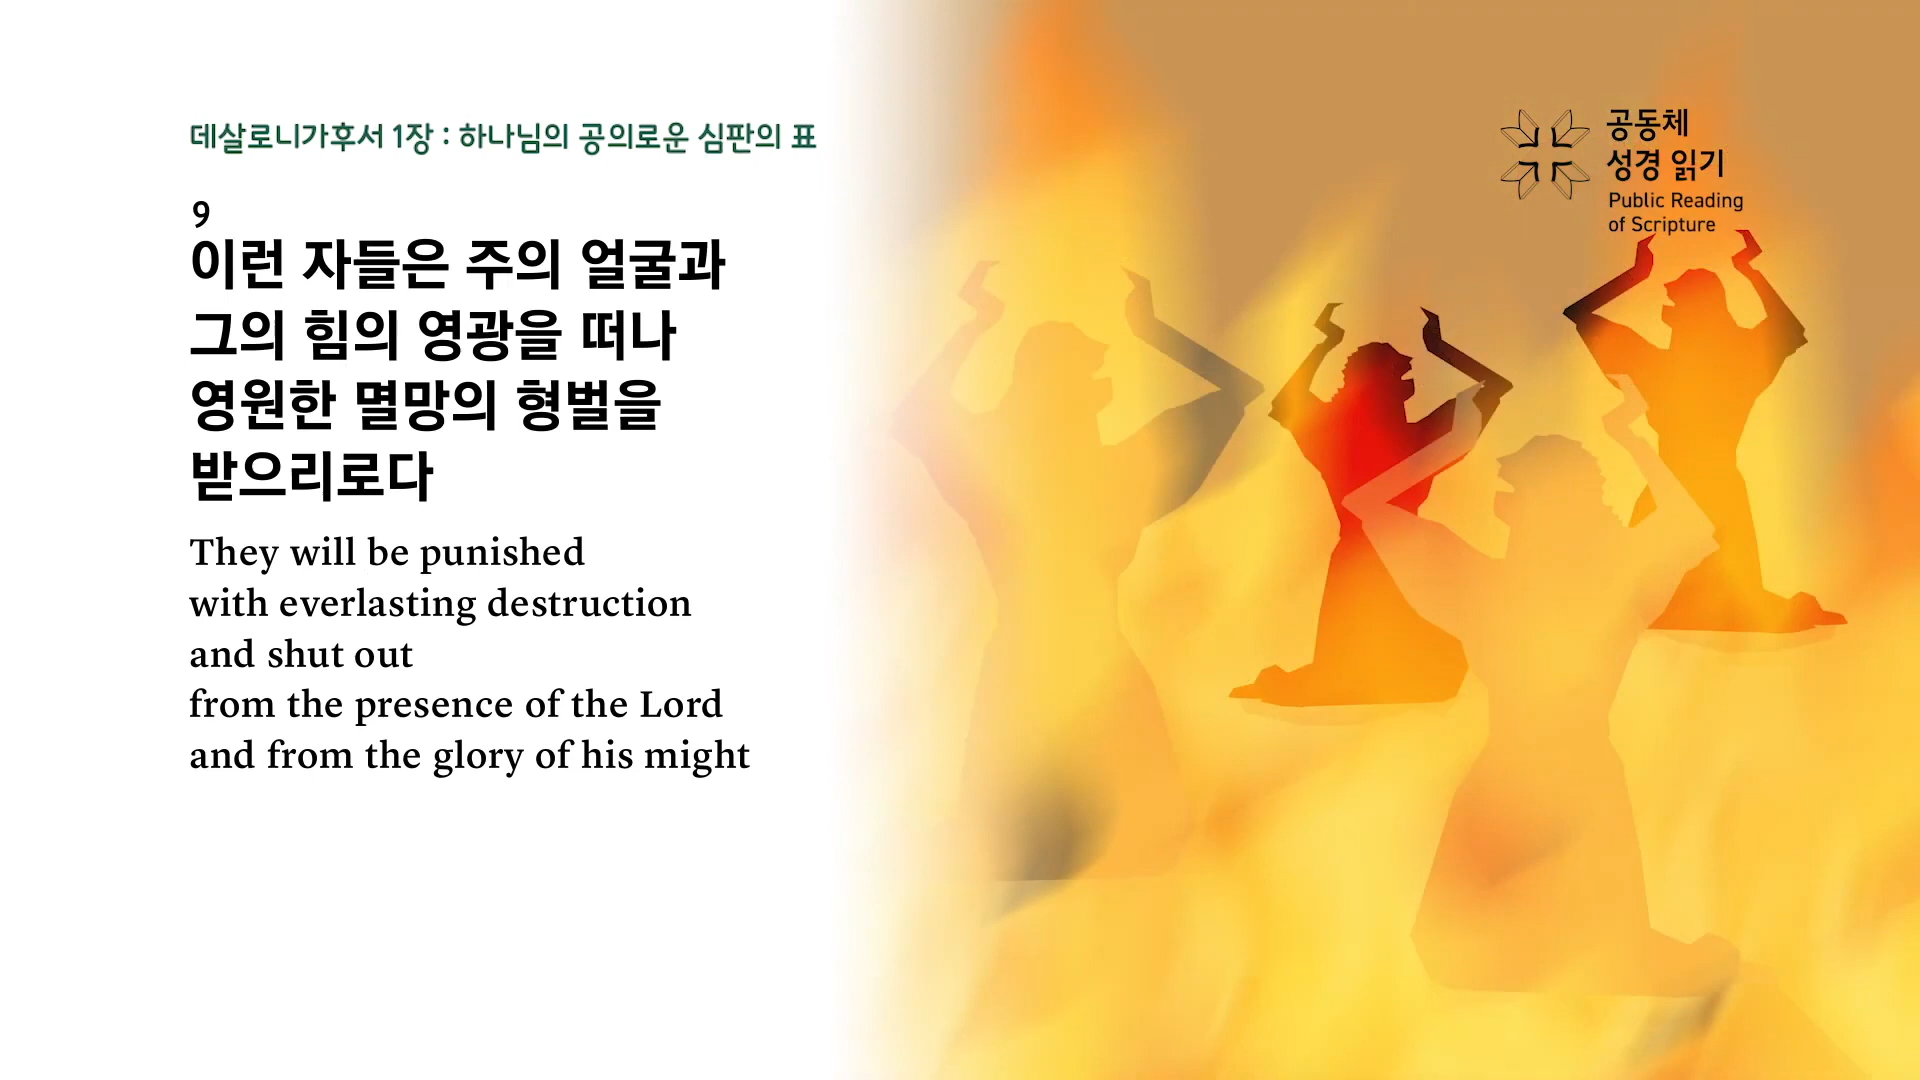 데살로니가후서 1장 : 하나님의 공의로운 심판의 표
9
이런 자들은 주의 얼굴과
그의 힘의 영광을 떠나
영원한 멸망의 형벌을
받으리로다
They will be punished
with everlasting destruction
and shut out
from the presence of the Lord
and from the glory of his might
공동체
성경 읽기
Public Reading
of Scripture